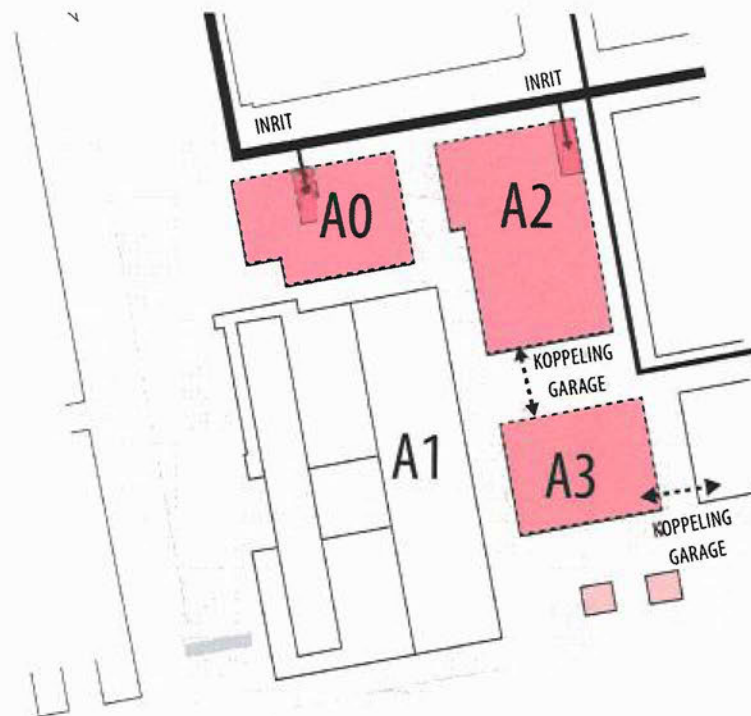 INRIT
INRIT
A0
A2
KOPPELING
GARAGE
A1
A3
KOPPELING
GARAGE